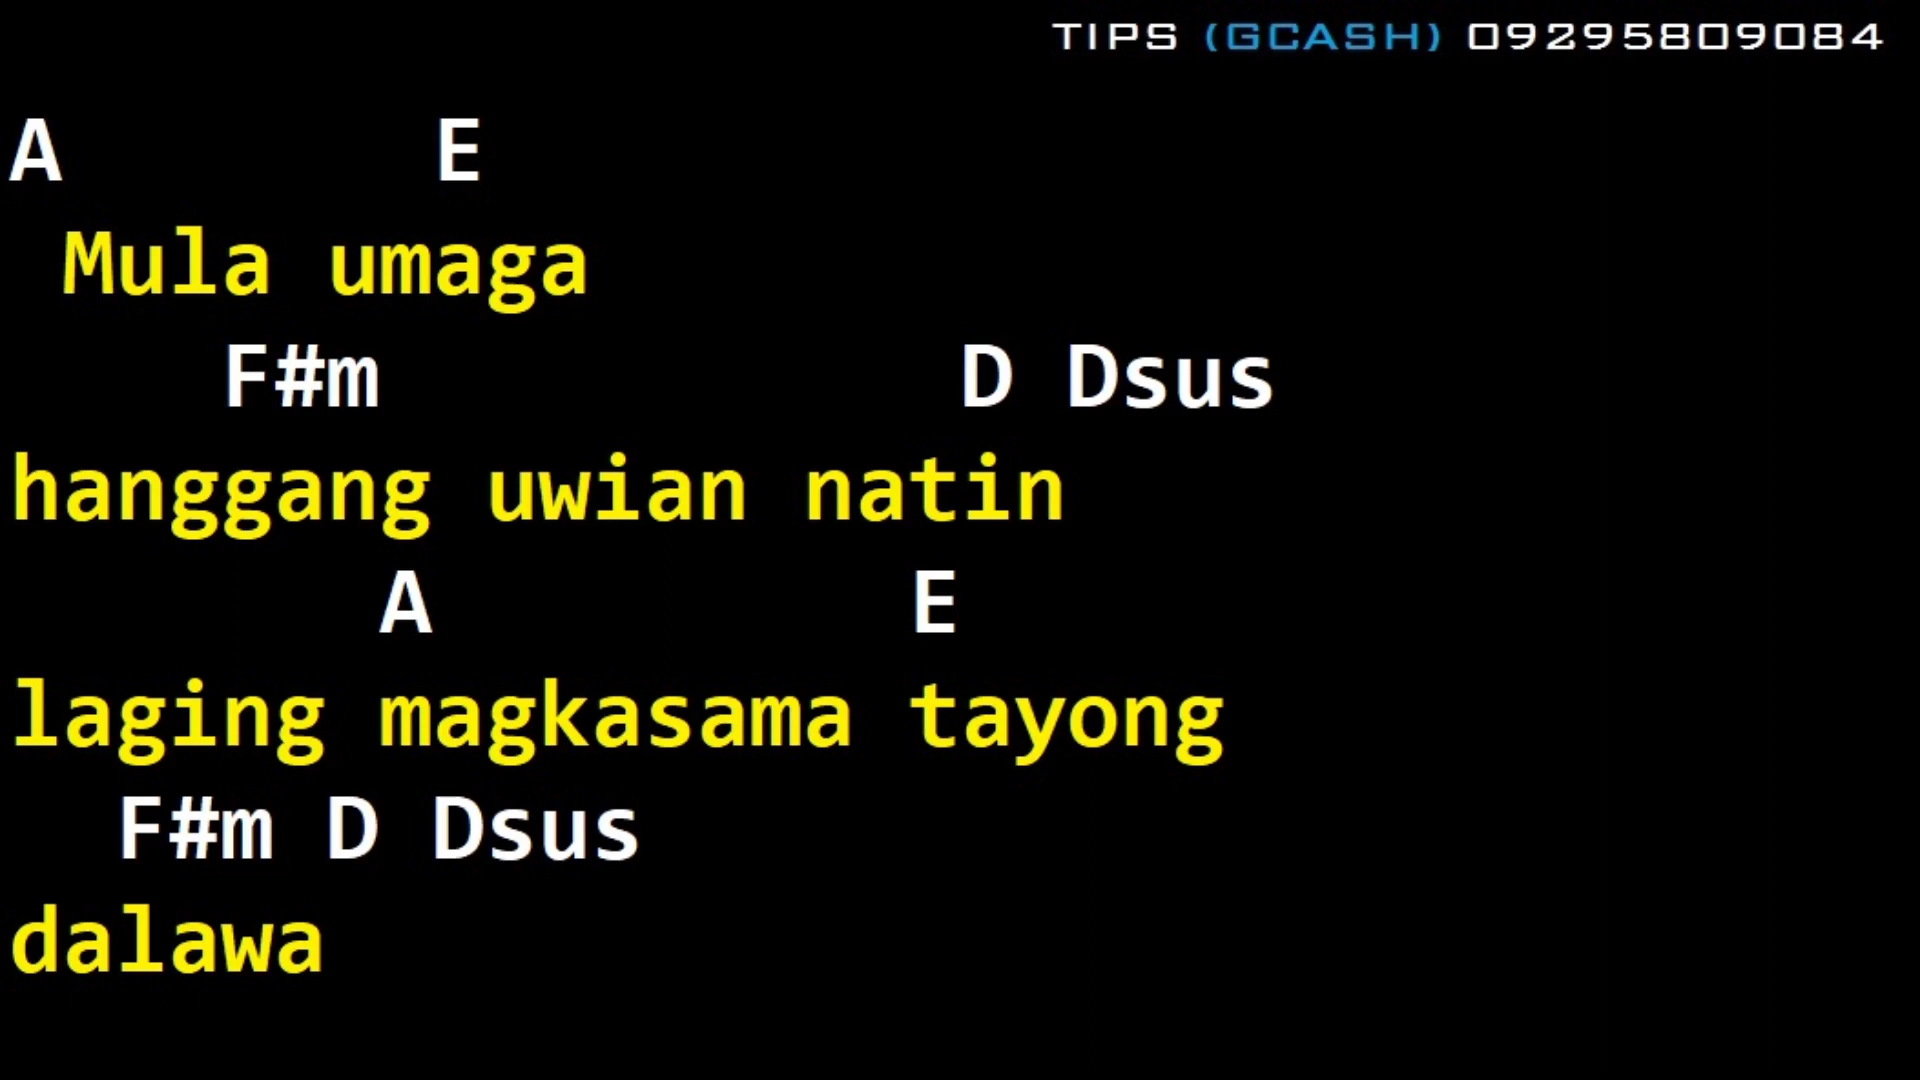 TIPS (GCASH) 09295809084
A E
Mula umaga
F#m D Dsus
hanggang uwian natin
A E
laging magkasama tayong
F#m D Dsus
dalawa